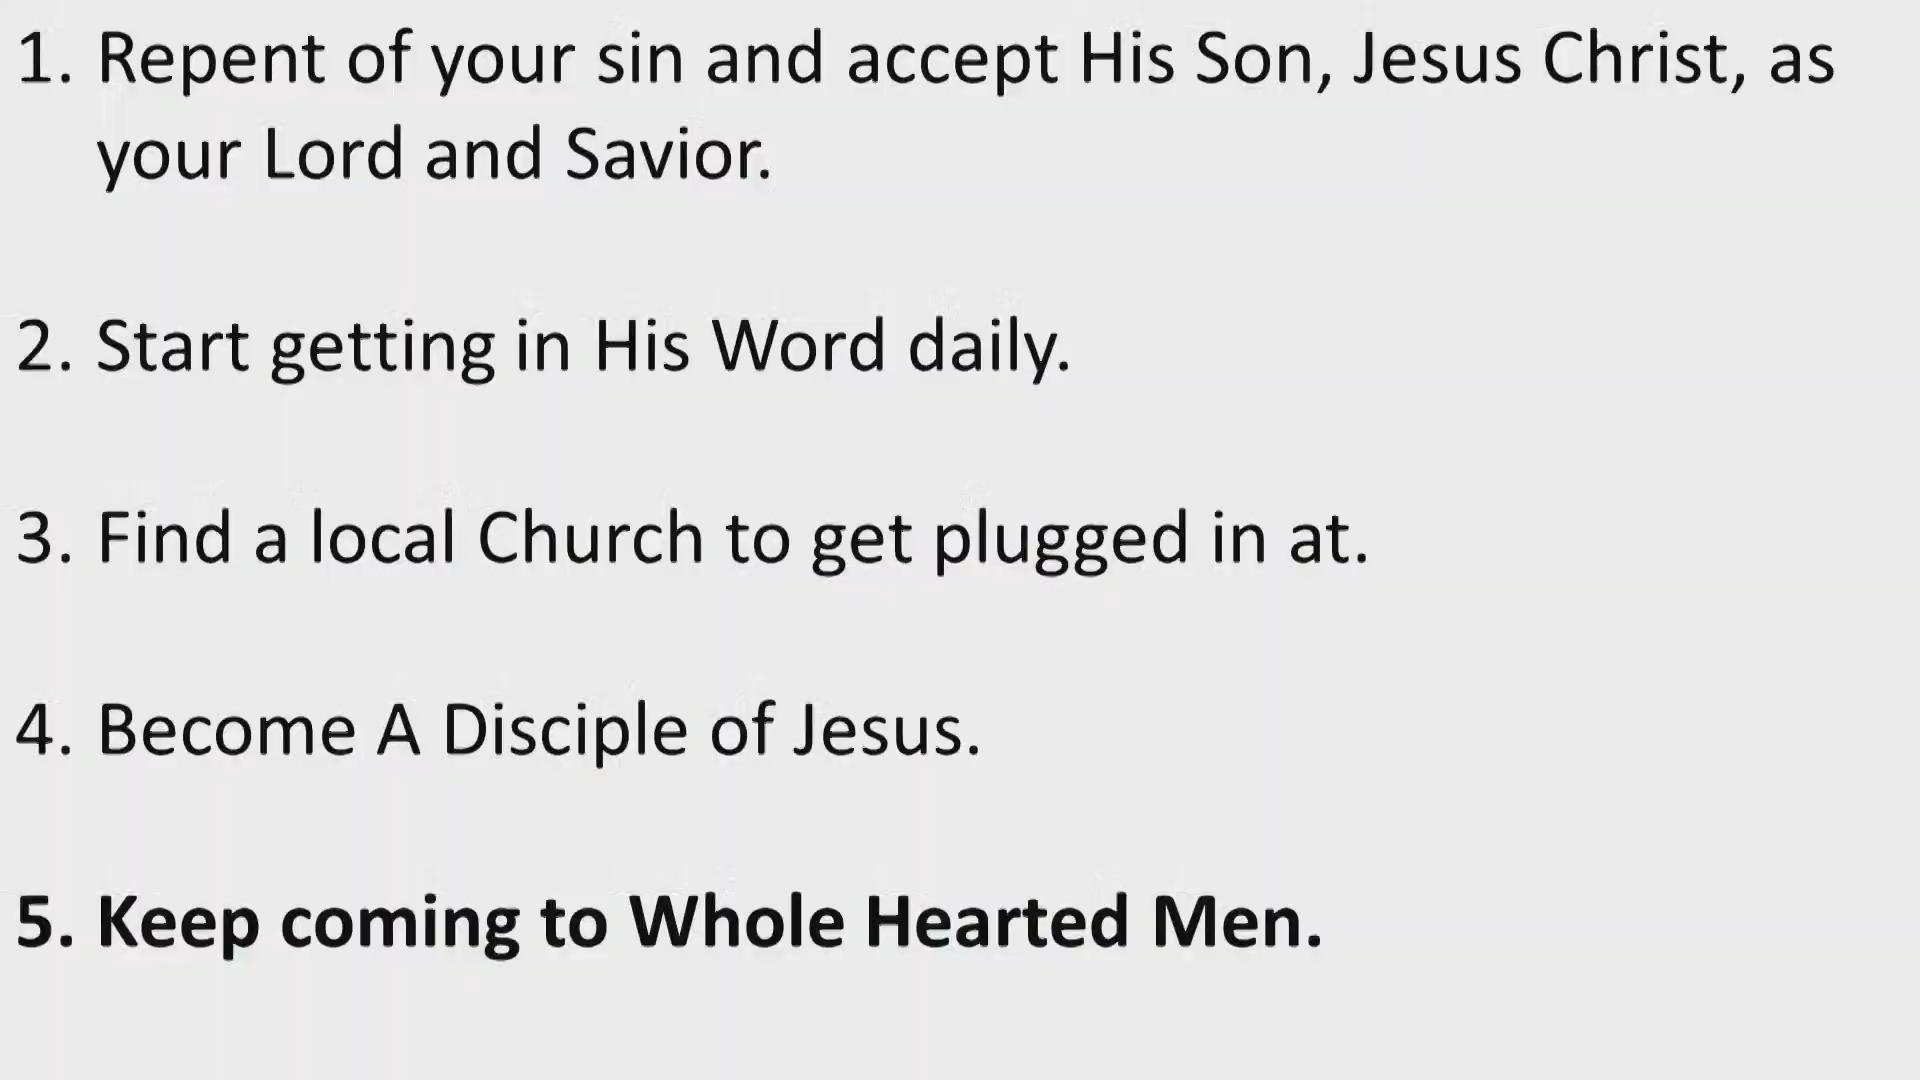 1. Repent of your sin and accept His Son, Jesus Christ, as
your Lord and Savior.
2. Start getting in His Word daily.
3. Find a local Church to get plugged in at.
4. Become A Disciple of Jesus.
5. Keep coming to Whole Hearted Men.